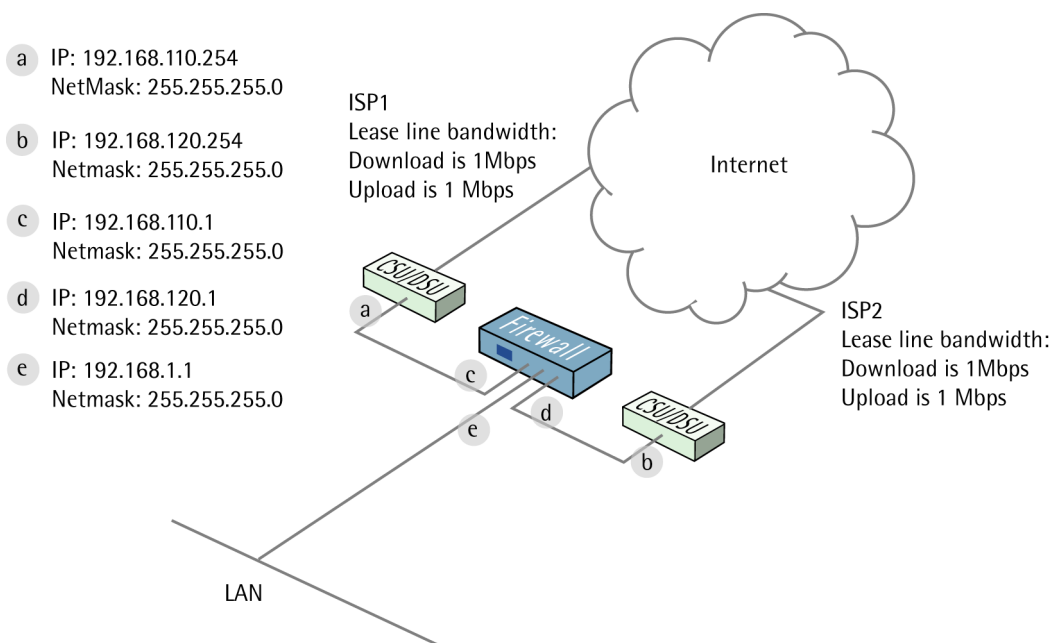 a IP: 192.168.110.254
NetMask: 255.255.255.0
b IP: 192.168.120.254
Netmask: 255.255.255.0
c IP: 192.168.110.1
Netmask: 255.255.255.0
d IP: 192.168.120.1
Netmask: 255.255.255.0
e IP: 192.168.1.1
Netmask: 255.255.255.0
ISP1
Lease line bandwidth:
Download is 1Mbps
Upload is 1 Mbps
Internet
CSU/DSU
a
Firewall
c
d
e
CSU/DSU
b
ISP2
Lease line bandwidth:
Download is 1Mbps
Upload is 1 Mbps
LAN